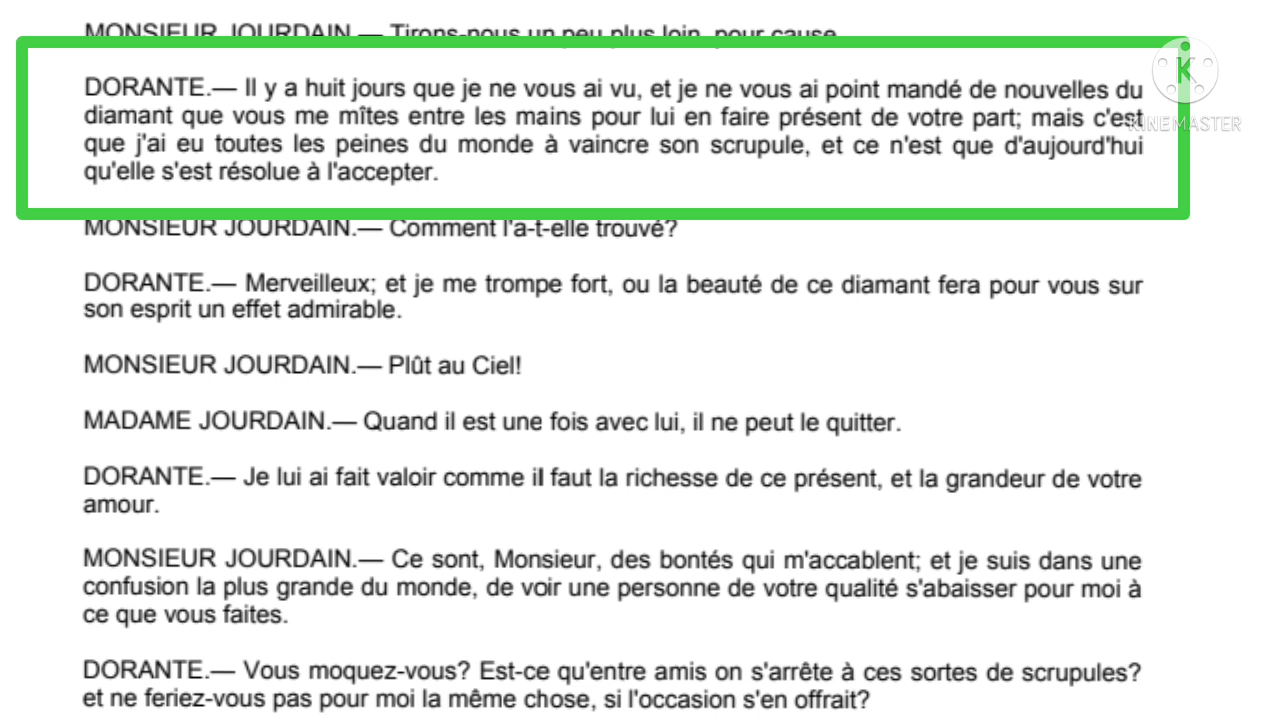 MONSIEUR JOURDAIN.— Tirons-nous un peu plus loin, pour cause.
DORANTE.— Il y a huit jours que je ne vous ai vu, et je ne vous ai point mandé de nouvelles du
diamant que vous me mîtes entre les mains pour lui en faire présent de votre part; mais c'est
que j'ai eu toutes les peines du monde à vaincre son scrupule, et ce n'est que d'aujourd'hui
qu'elle s'est résolue à l'accepter.
K
KINEMASTER
MONSIEUR JOURDAIN.— Comment l'a-t-elle trouvé?
DORANTE.— Merveilleux; et je me trompe fort, ou la beauté de ce diamant fera pour vous sur
son esprit un effet admirable.
MONSIEUR JOURDAIN.— Plût au Ciel!
MADAME JOURDAIN.— Quand il est une fois avec lui, il ne peut le quitter.
DORANTE.— Je lui ai fait valoir comme il faut la richesse de ce présent, et la grandeur de votre
amour.
MONSIEUR JOURDAIN.— Ce sont, Monsieur, des bontés qui m'accablent; et je suis dans une
confusion la plus grande du monde, de voir une personne de votre qualité s'abaisser pour moi à
ce que vous faites.
DORANTE.— Vous moquez-vous? Est-ce qu'entre amis on s'arrête à ces sortes de scrupules?
et ne feriez-vous pas pour moi la même chose, si l'occasion s'en offrait?